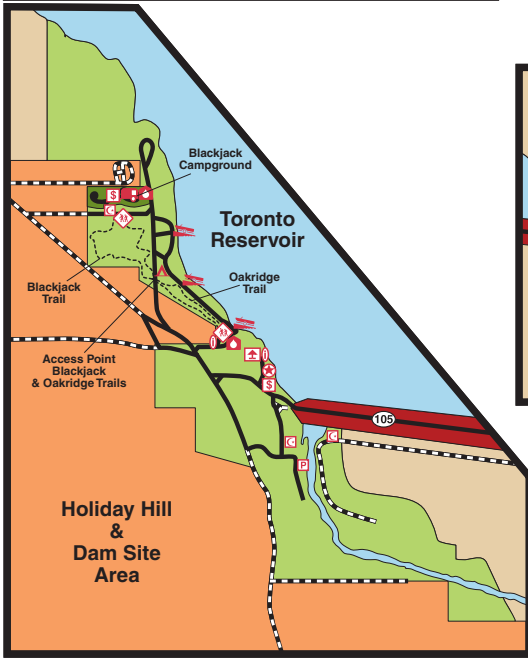 Blackjack
Campground
Toronto
Reservoir
$
Oakridge
Trail
Blackjack
Trail
Access Point
Blackjack
& Oakridge Trails
$
105
P
Holiday Hill
&
Dam Site
Area